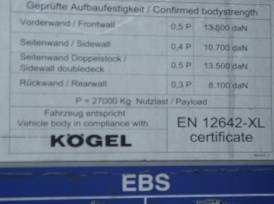 Geprüfte Aufbaufestigkeit / Confirmed bodystrength
Vorderwand / Frontwall 0,5 P 13.500 daN
Seitenwand / Sidewall 0,4 P 10.700 daN
Seitenwand Doppelstock / Sidewall doubledeck 0,5 P 13.500 daN
Rückwand / Rearwall 0,3 P 8.100 daN
P = 27000 Kg Nutzlast / Payload
Fahrzeug entspricht
Vehicle body in compliance with
KÖGEL
EN 12642-XL
certificate
EBS